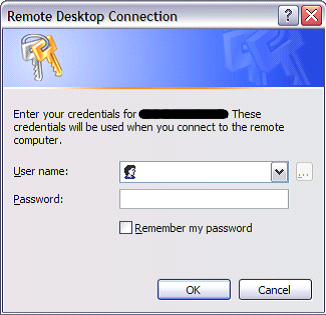 Remote Desktop Connection
Enter your credentials for These
credentials will be used when you connect to the remote
computer.
User name:
...
Password:
Remember my password
OK Cancel